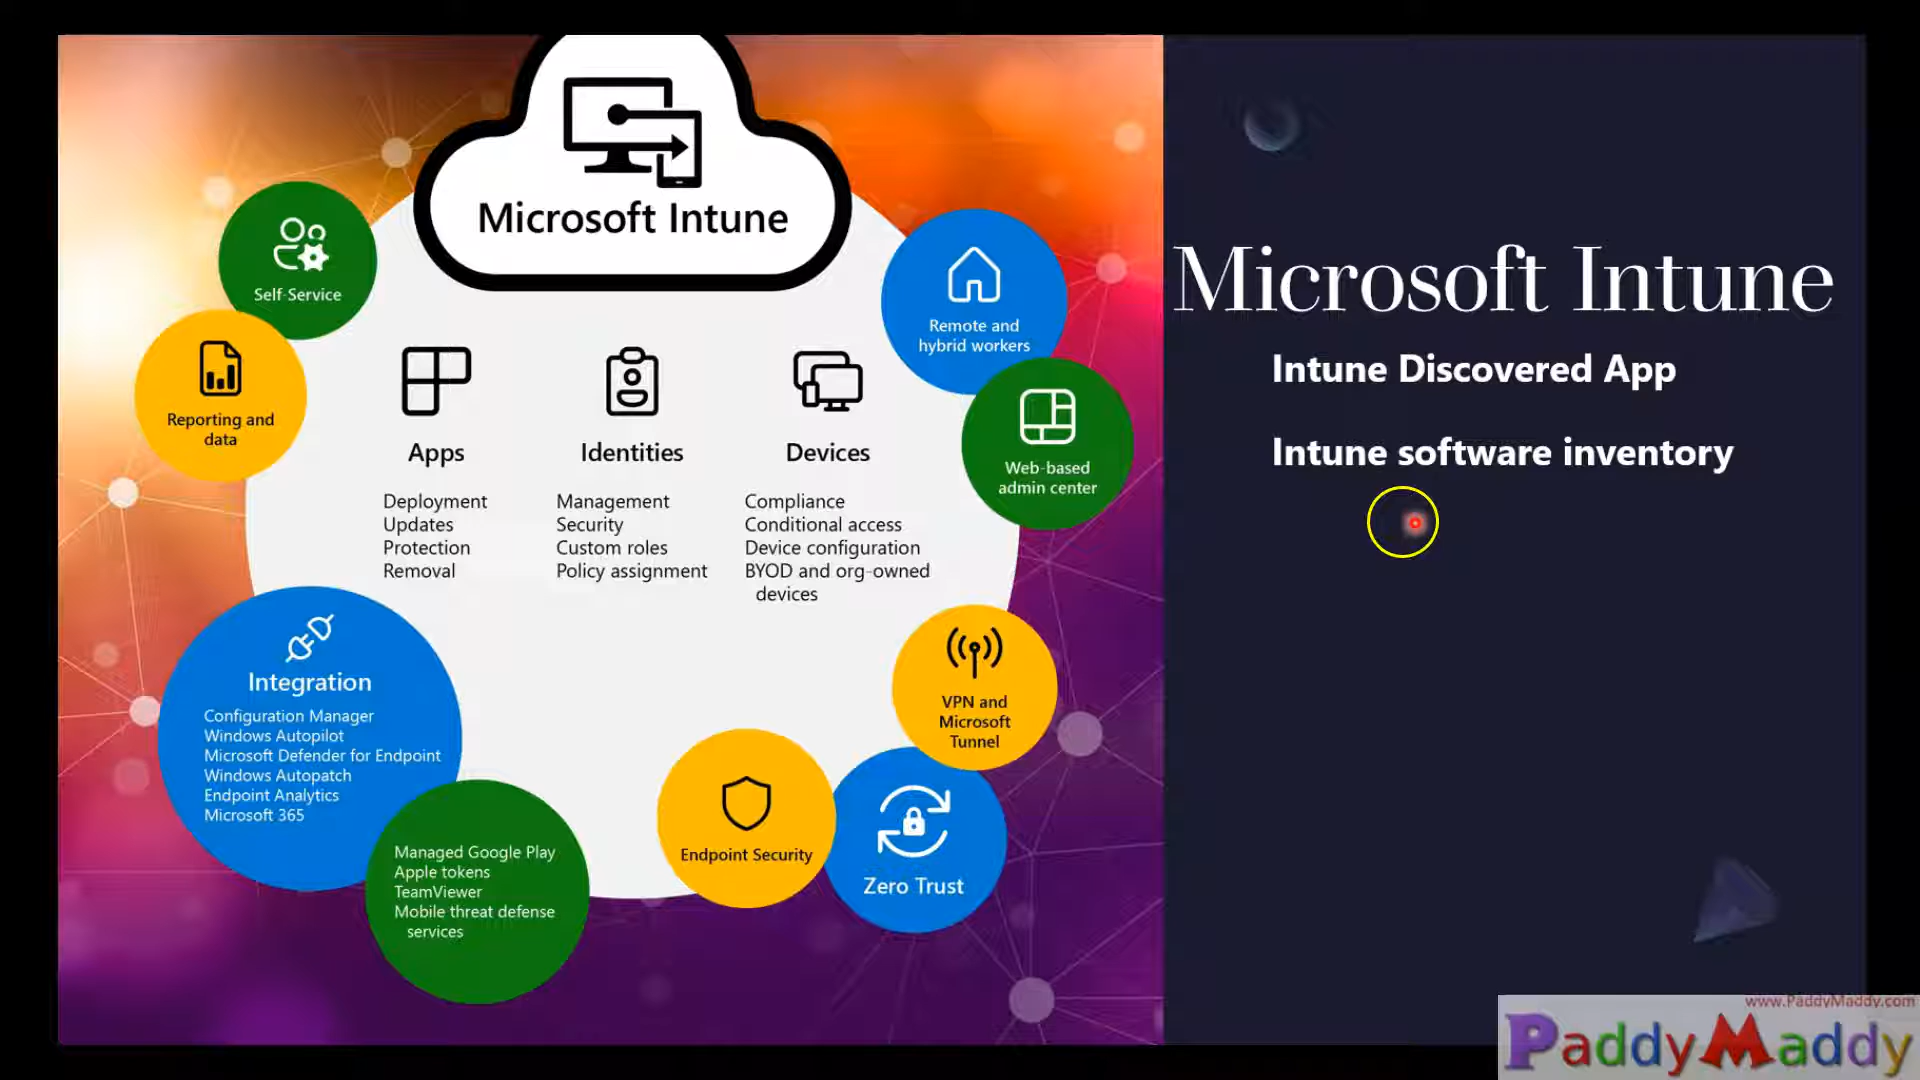 Microsoft Intune
Self-Service
Reporting and
data
Remote and
hybrid workers
Web-based
admin center
Apps
Deployment
Updates
Protection
Removal
Identities
Management
Security
Custom roles
Policy assignment
Devices
Compliance
Conditional access
Device configuration
BYOD and org-owned
devices
Integration
Configuration Manager
Windows Autopilot
Microsoft Defender for Endpoint
Windows Autopatch
Endpoint Analytics
Microsoft 365
Managed Google Play
Apple tokens
TeamViewer
Mobile threat defense
services
Endpoint Security
Zero Trust
VPN and
Microsoft
Tunnel
Microsoft Intune
Intune Discovered App
Intune software inventory
www.PaddyMaddy.com
PaddyMaddy